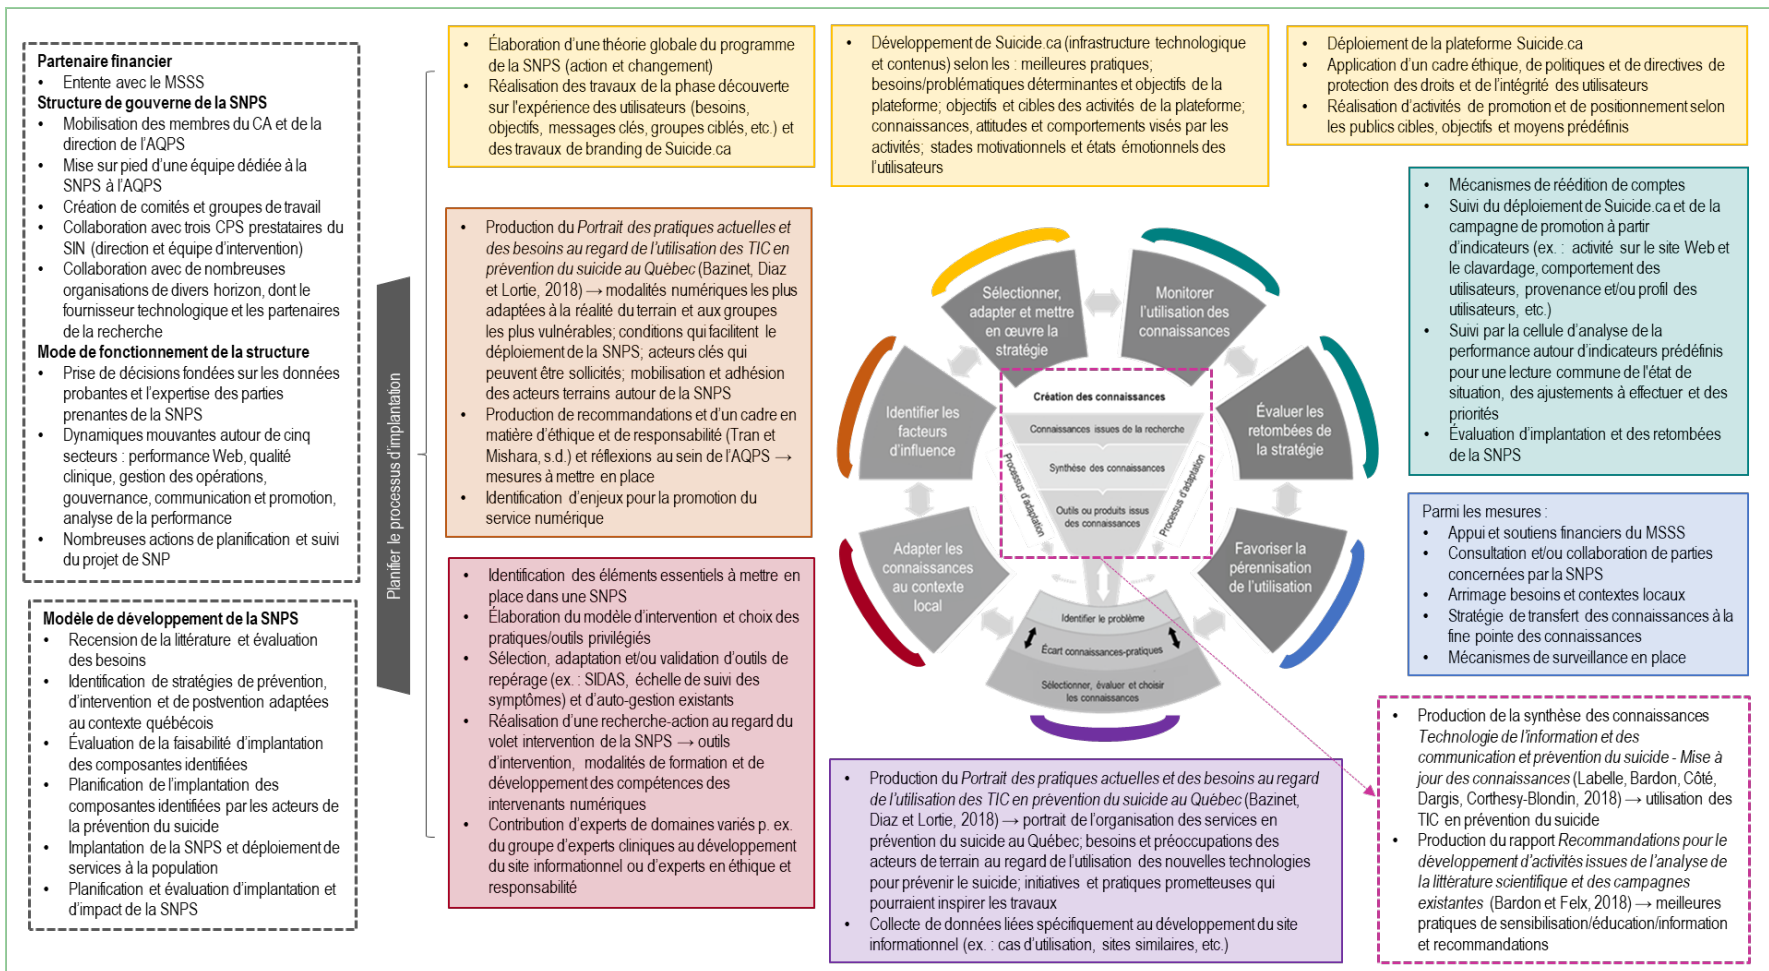 Partenaire financier
• Entente avec le MSSS
Structure de gouverne de la SNPS
• Mobilisation des membres du CA et de la
direction de l'AQPS
• Mise sur pied d'une équipe dédiée à la
SNPS à l'AQPS
• Création de comités et groupes de travail
• Collaboration avec trois CPS prestataires du
SIN (direction et équipe d'intervention)
• Collaboration avec de nombreuses
organisations de divers horizon, dont le
fournisseur technologique et les partenaires
de la recherche
Mode de fonctionnement de la structure
• Prise de décisions fondées sur les données
probantes et l'expertise des parties
prenantes de la SNPS
• Dynamiques mouvantes autour de cinq
secteurs : performance Web, qualité
clinique, gestion des opérations,
gouvernance, communication et promotion,
analyse de la performance
• Nombreuses actions de planification et suivi
du projet de SNP
Modèle de développement de la SNPS
• Recension de la littérature et évaluation
des besoins
• Identification de stratégies de prévention,
d'intervention et de postvention adaptées
au contexte québécois
• Évaluation de la faisabilité d'implantation
des composantes identifiées
• Planification de l'implantation des
composantes identifiées par les acteurs de
la prévention du suicide
• Implantation de la SNPS et déploiement de
services à la population
• Planification et évaluation d'implantation et
d'impact de la SNPS
Planifier le processus d'implantation
• Élaboration d'une théorie globale du programme
de la SNPS (action et changement)
• Réalisation des travaux de la phase découverte
sur l'expérience des utilisateurs (besoins,
objectifs, messages clés, groupes ciblés, etc.) et
des travaux de branding de Suicide.ca
• Développement de Suicide.ca (infrastructure technologique
et contenus) selon les : meilleures pratiques;
besoins/problématiques déterminantes et objectifs de la
plateforme; objectifs et cibles des activités de la plateforme;
connaissances, attitudes et comportements visés par les
activités; stades motivationnels et états émotionnels des
l'utilisateurs
• Déploiement de la plateforme Suicide.ca
• Application d'un cadre éthique, de politiques et de directives de
protection des droits et de l'intégrité des utilisateurs
• Réalisation d'activités de promotion et de positionnement selon
les publics cibles, objectifs et moyens prédéfinis
• Production du Portrait des pratiques actuelles et
des besoins au regard de l'utilisation des TIC en
prévention du suicide au Québec (Bazinet, Diaz
et Lortie, 2018) → modalités numériques les plus
adaptées à la réalité du terrain et aux groupes
les plus vulnérables; conditions qui facilitent le
déploiement de la SNPS; acteurs clés qui
peuvent être sollicités; mobilisation et adhésion
des acteurs terrains autour de la SNPS
• Production de recommandations et d'un cadre en
matière d'éthique et de responsabilité (Tran et
Mishara, s.d.) et réflexions au sein de l'AQPS →
mesures à mettre en place
• Identification d'enjeux pour la promotion du
service numérique
• Identification des éléments essentiels à mettre en
place dans une SNPS
• Élaboration du modèle d'intervention et choix des
pratiques/outils privilégiés
• Sélection, adaptation et/ou validation d'outils de
repérage (ex. : SIDAS, échelle de suivi des
symptômes) et d'auto-gestion existants
• Réalisation d'une recherche-action au regard du
volet intervention de la SNPS → outils
d'intervention, modalités de formation et de
développement des compétences des
intervenants numériques
• Contribution d'experts de domaines variés p. ex.
du groupe d'experts cliniques au développement
du site informationnel ou d'experts en éthique et
responsabilité
Sélectionner,
adapter et mettre
en œuvre la
stratégie
Monitorer
l'utilisation des
connaissances
Identifier les
facteurs
d'influence
Évaluer les
retombées de
la stratégie
Adapter les
connaissances
au contexte
local
Favoriser la
pérennisation
de l'utilisation
Création des connaissances
Connaissances issues de la recherche
Synthèse des connaissances
Outils ou produits issus
des connaissances
Processus d'adaptation
Processus d'adaptation
Identifier le problème
Écart connaissances-pratiques
Sélectionner, évaluer et choisir
les connaissances
• Mécanismes de réédition de comptes
• Suivi du déploiement de Suicide.ca et de la
campagne de promotion à partir
d'indicateurs (ex. : activité sur le site Web et
le clavardage, comportement des
utilisateurs, provenance et/ou profil des
utilisateurs, etc.)
• Suivi par la cellule d'analyse de la
performance autour d'indicateurs prédéfinis
pour une lecture commune de l'état de
situation, des ajustements à effectuer et des
priorités
• Évaluation d'implantation et des retombées
de la SNPS
Parmi les mesures :
• Appui et soutiens financiers du MSSS
• Consultation et/ou collaboration de parties
concernées par la SNPS
• Arrimage besoins et contextes locaux
• Stratégie de transfert des connaissances à la
fine pointe des connaissances
• Mécanismes de surveillance en place
• Production du Portrait des pratiques actuelles et des besoins au regard
de l'utilisation des TIC en prévention du suicide au Québec (Bazinet,
Diaz et Lortie, 2018) → portrait de l'organisation des services en
prévention du suicide au Québec; besoins et préoccupations des
acteurs de terrain au regard de l'utilisation des nouvelles technologies
pour prévenir le suicide; initiatives et pratiques prometteuses qui
pourraient inspirer les travaux
• Collecte de données liées spécifiquement au développement du site
informationnel (ex. : cas d'utilisation, sites similaires, etc.)
• Production de la synthèse des connaissances
Technologie de l'information et des
communication et prévention du suicide - Mise à
jour des connaissances (Labelle, Bardon, Côté,
Dargis, Corthesy-Blondin, 2018) → utilisation des
TIC en prévention du suicide
• Production du rapport Recommandations pour le
développement d'activités issues de l'analyse de
la littérature scientifique et des campagnes
existantes (Bardon et Felx, 2018) → meilleures
pratiques de sensibilisation/éducation/information
et recommandations